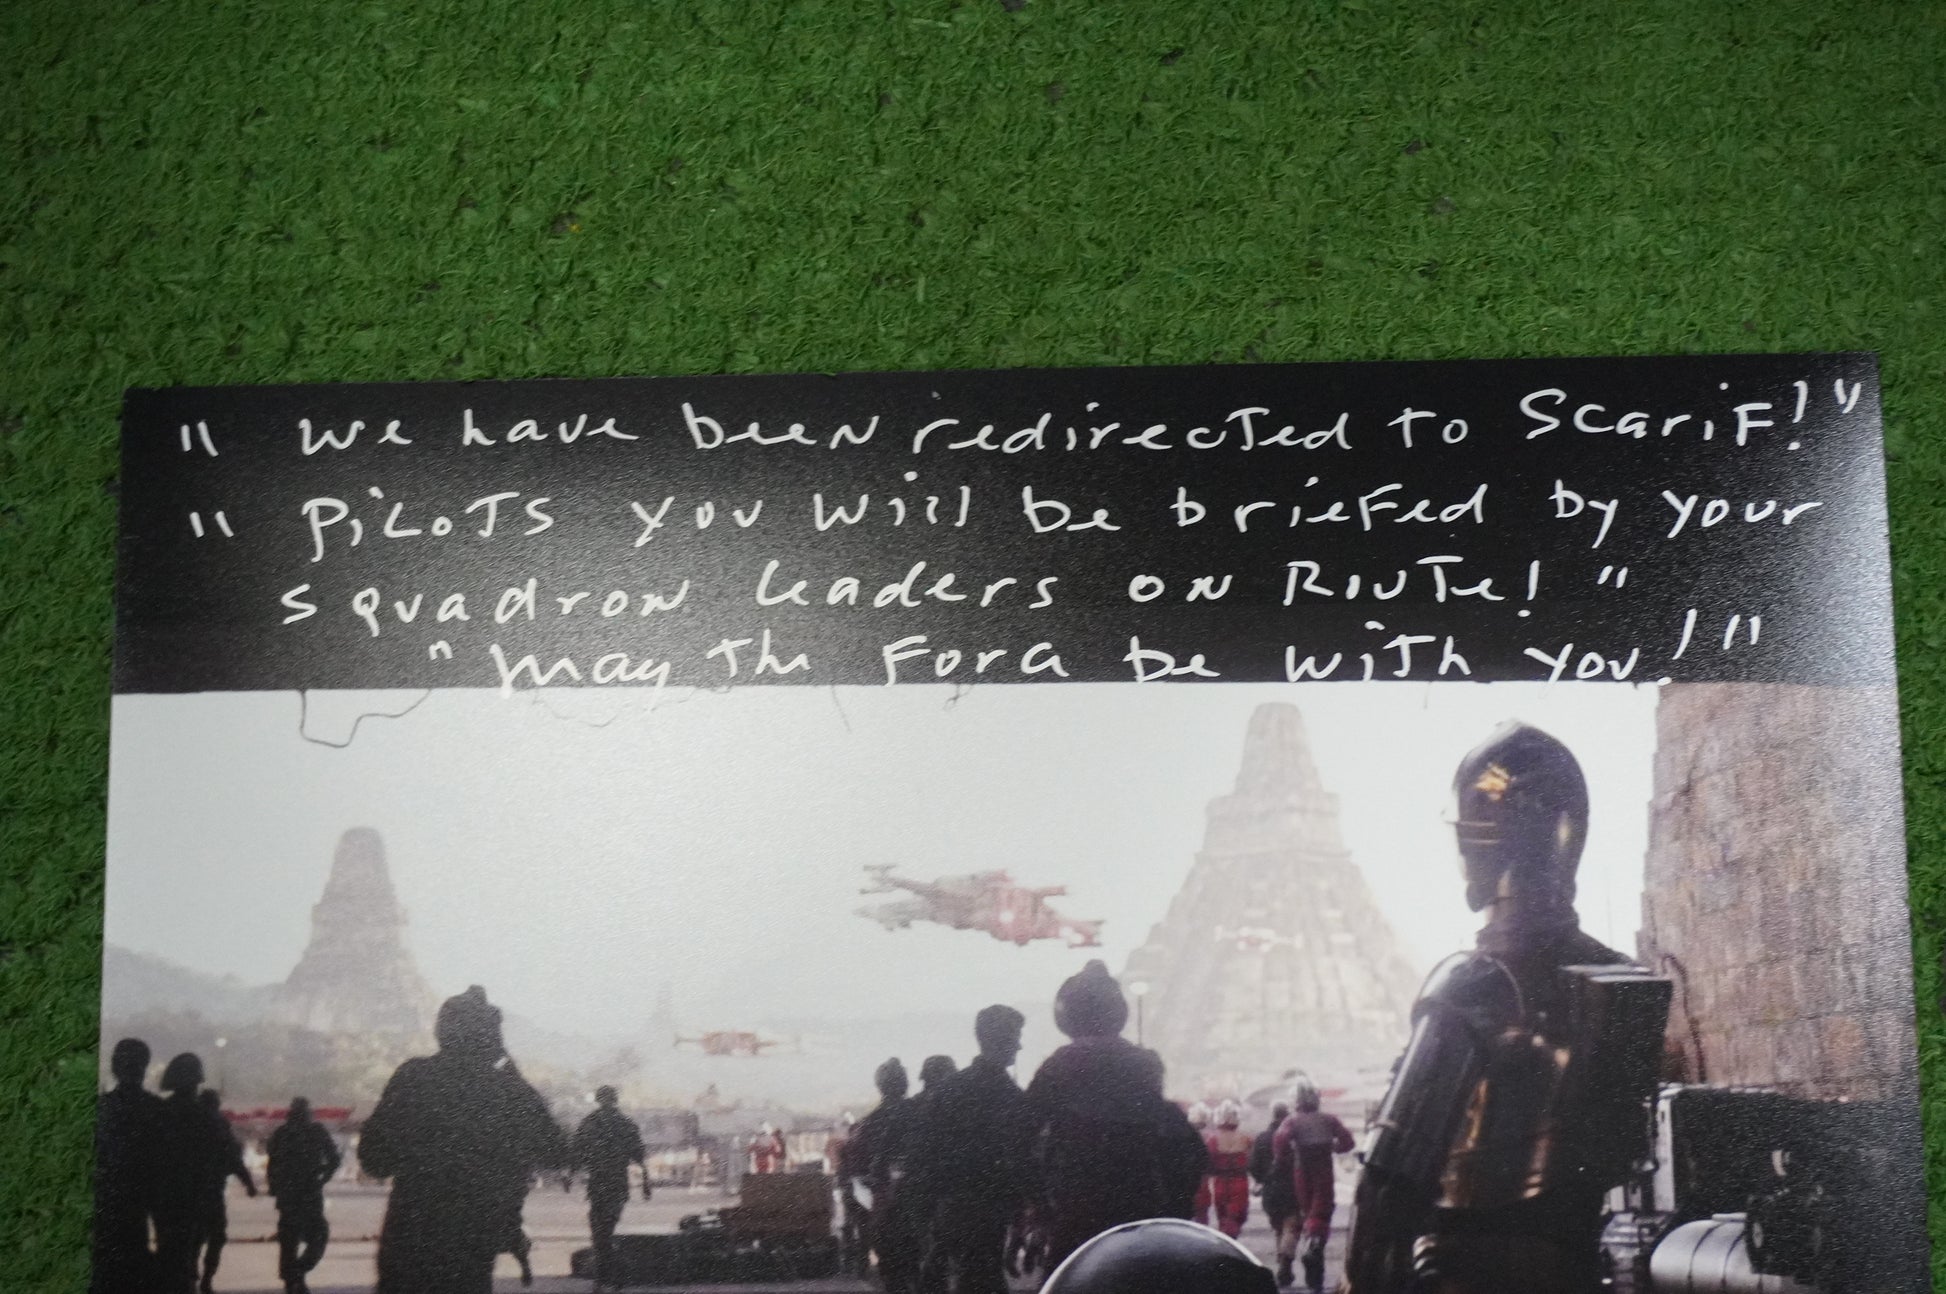 " We have been redirected to Scarif! "
" Pilots you will be briefed by your
squadron leaders on Route! "
" May the Force be with you! "